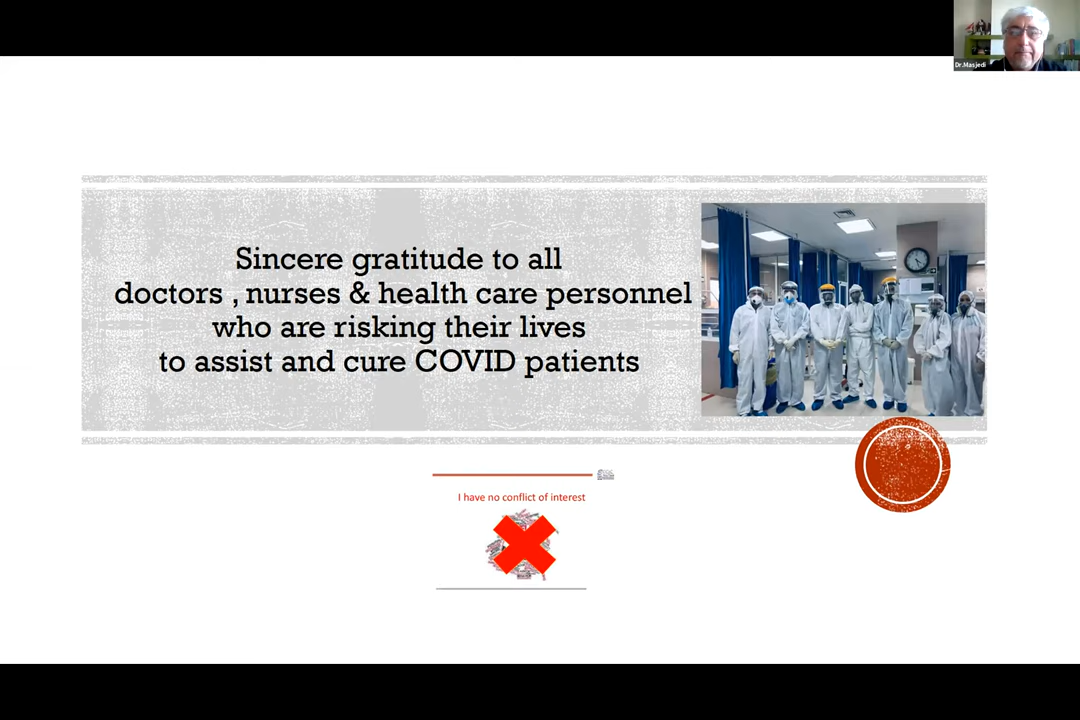 Dr.Masjedi
Sincere gratitude to all
doctors , nurses & health care personnel
who are risking their lives
to assist and cure COVID patients
I have no conflict of interest